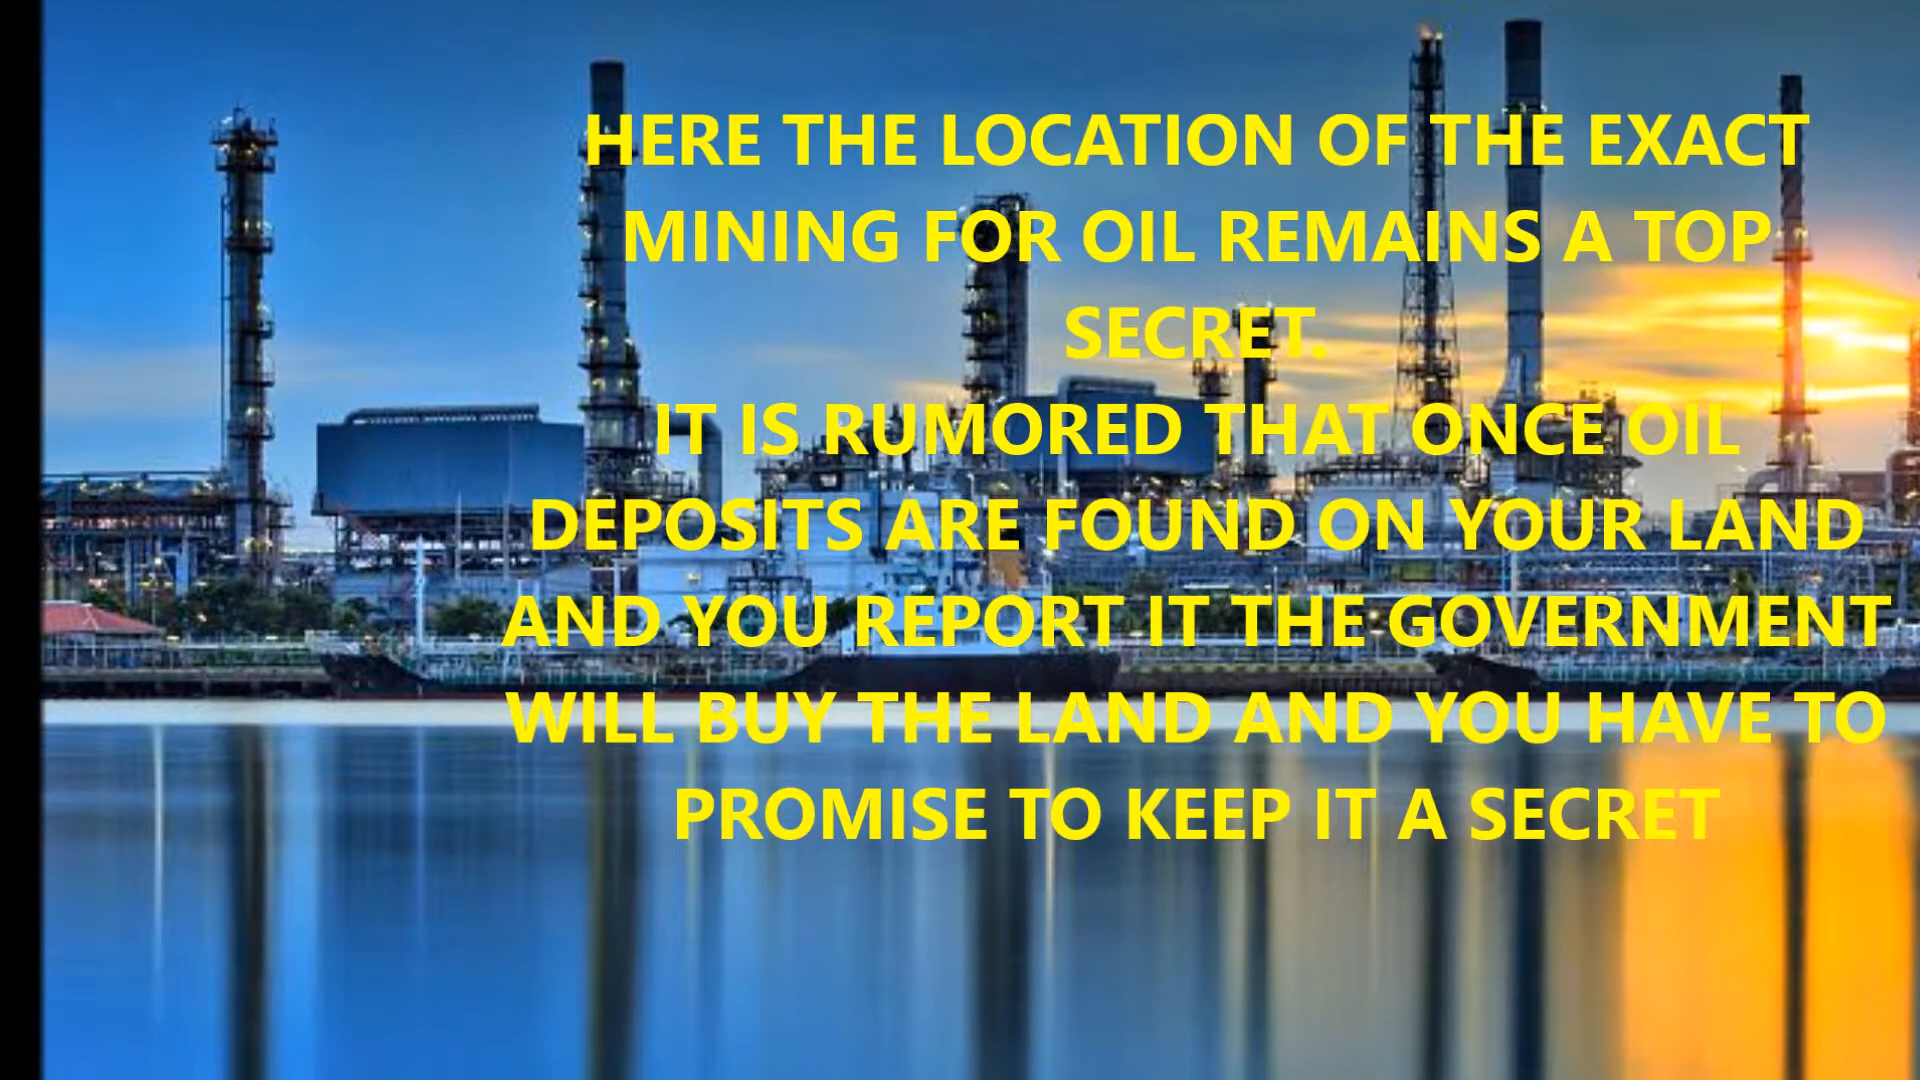 HERE THE LOCATION OF THE EXACT
MINING FOR OIL REMAINS A TOP
SECRET.
IT IS RUMORED THAT ONCE OIL
DEPOSITS ARE FOUND ON YOUR LAND
AND YOU REPORT IT THE GOVERNMENT
WILL BUY THE LAND AND YOU HAVE TO
PROMISE TO KEEP IT A SECRET